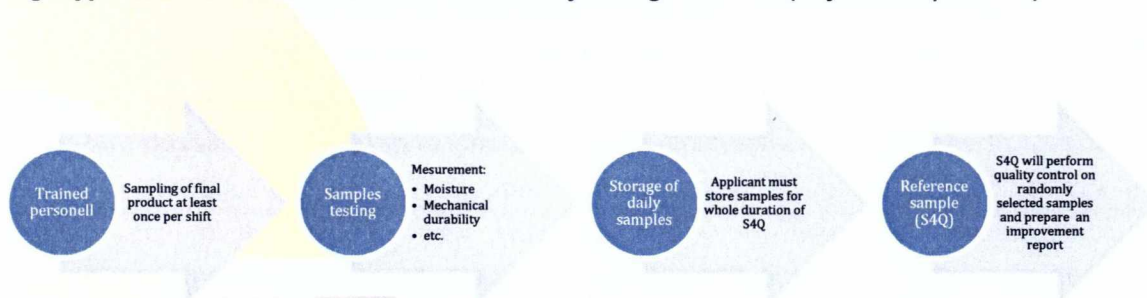 Trained
personell
Sampling of final
product at least
once per shift
Samples
testing
Mesurement:
• Moisture
• Mechanical
durability
• etc.
Storage of
daily
samples
Applicant must
store samples for
whole duration of
S4Q
Reference
sample
(S4Q)
S4Q will perform
quality control on
randomly
selected samples
and prepare an
improvement
report